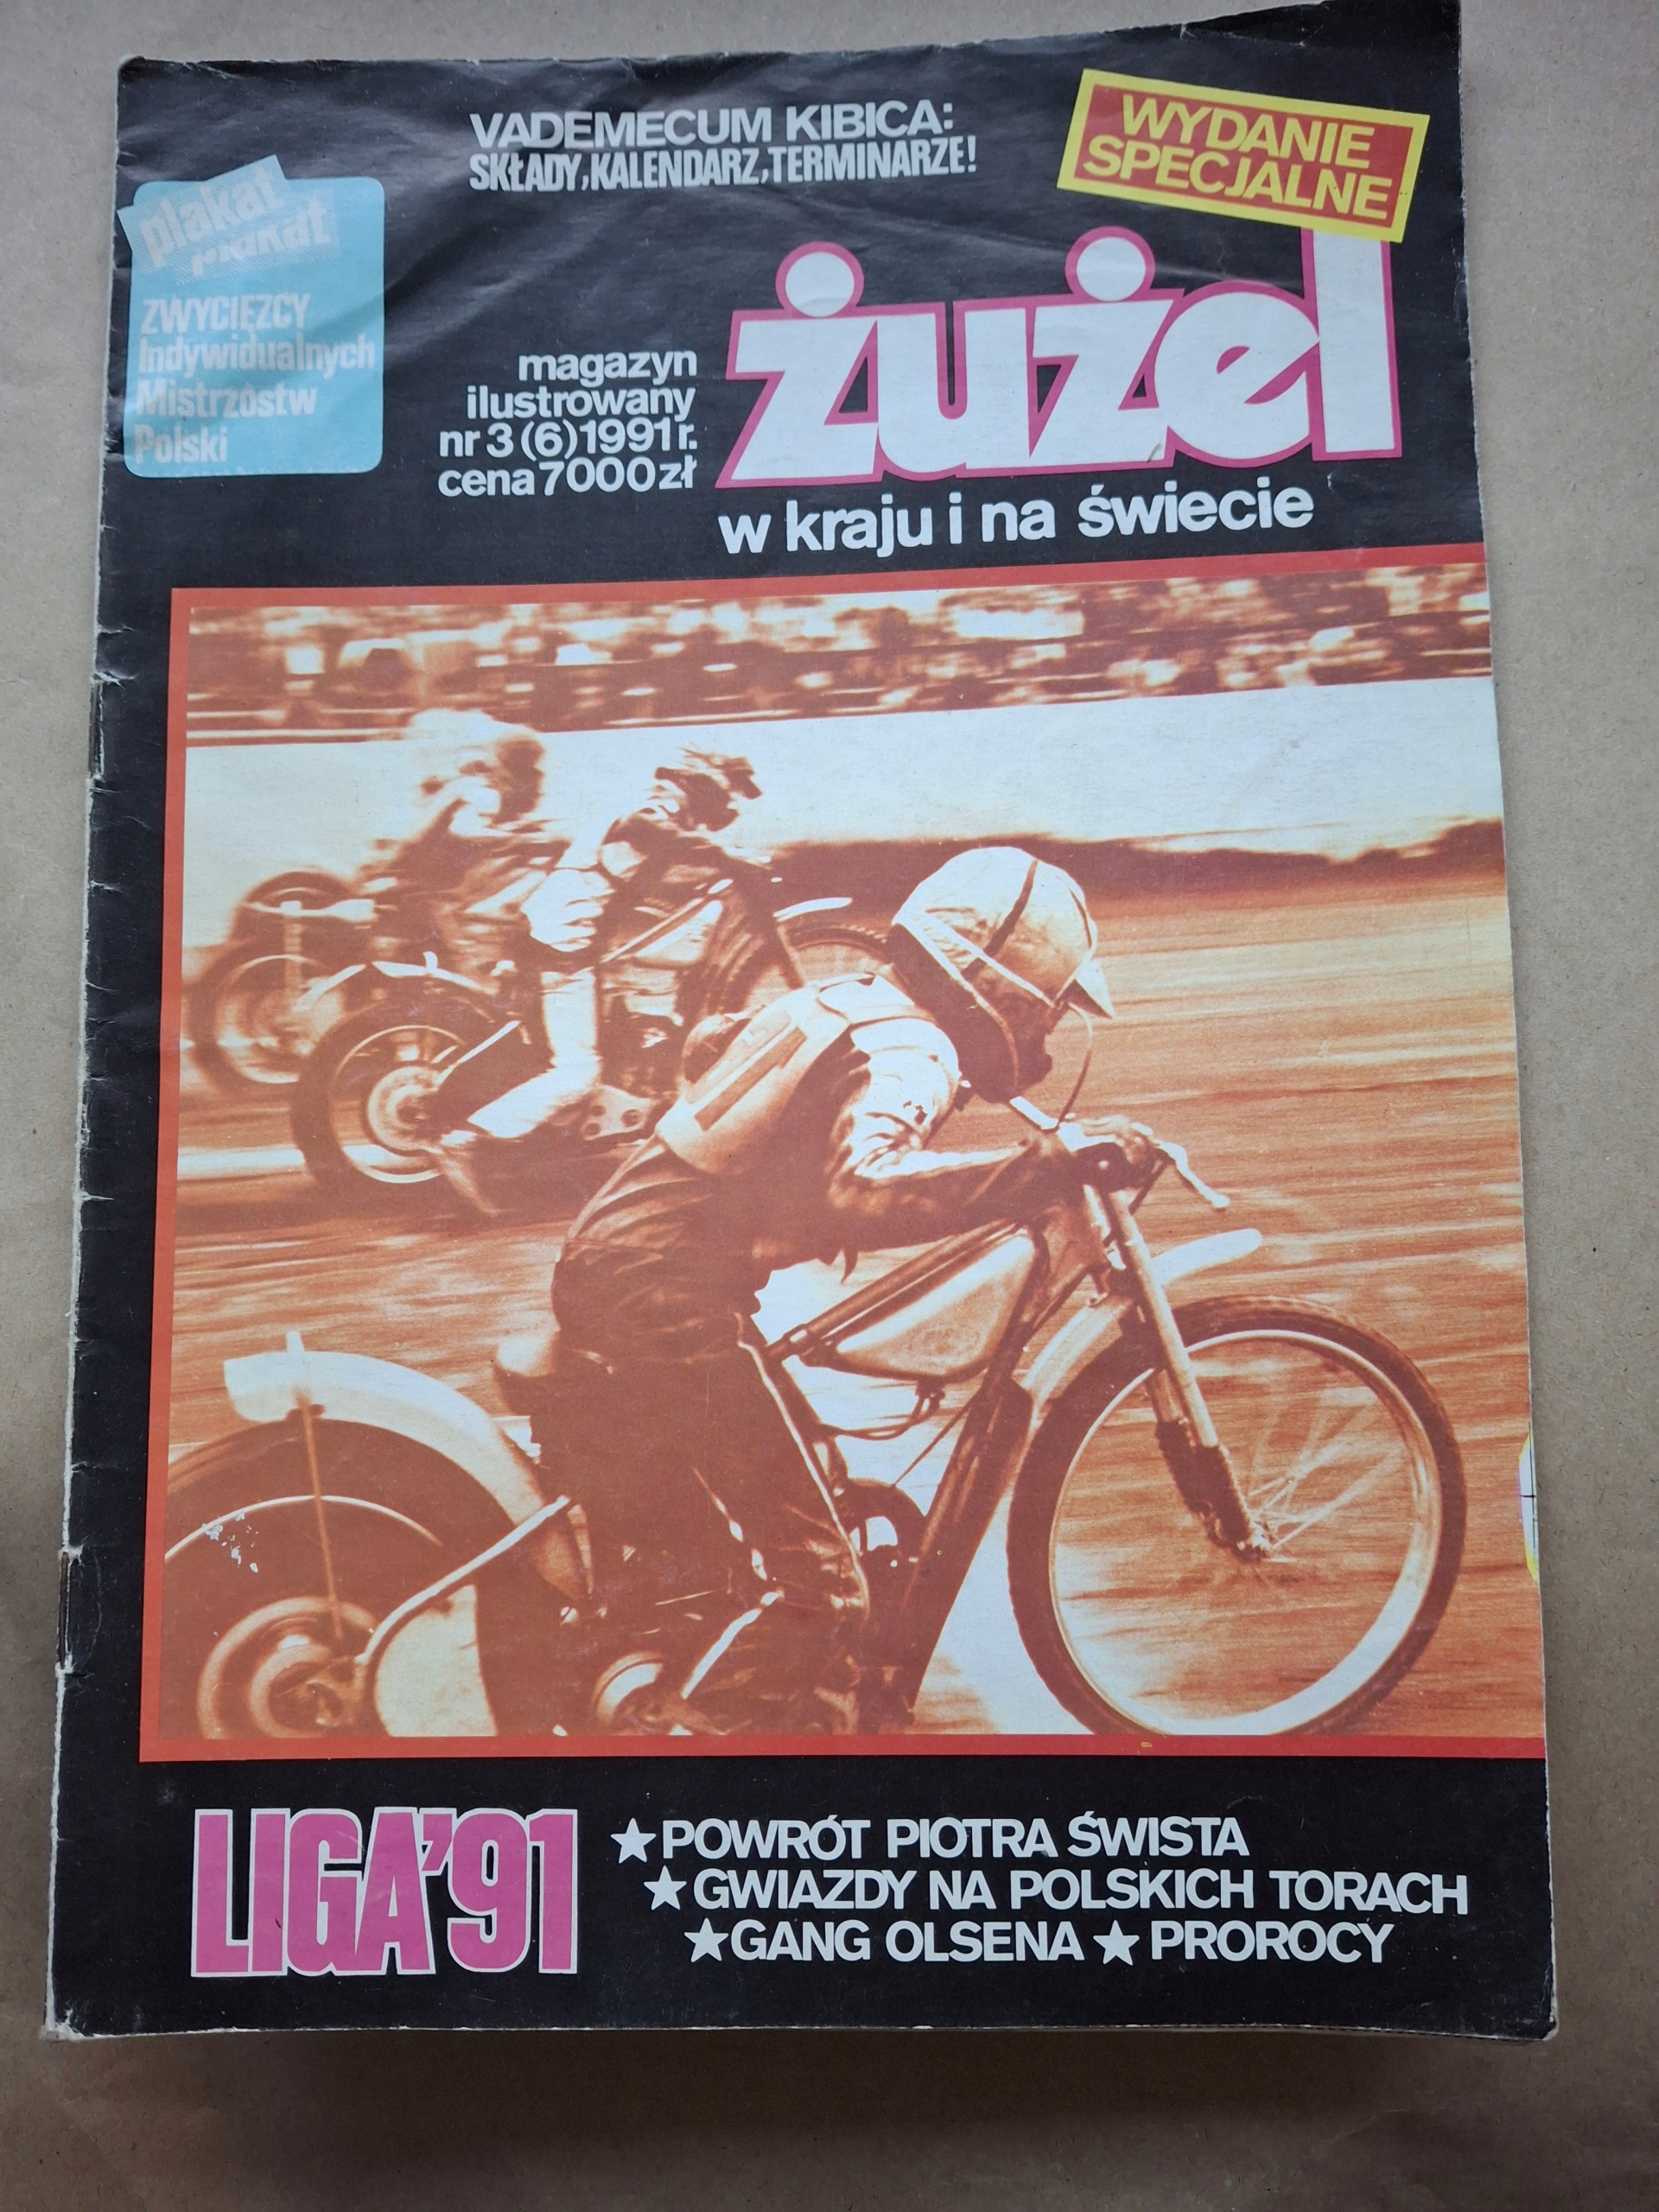 VADEMECUM KIBICA:
SKŁADY, KALENDARZ, TERMINARZE!
WYDANIE
SPECJALNE
plakat
plakat
ZWYCIĘZCY
Indywidualnych
Mistrzostw
Polski
magazyn
ilustrowany
nr 3 (6) 1991 r.
cena 7000 zł
żużel
w kraju i na świecie
LIGA'91
★ POWRÓT PIOTRA ŚWISTA
★ GWIAZDY NA POLSKICH TORACH
★ GANG OLSENA ★ PROROCY